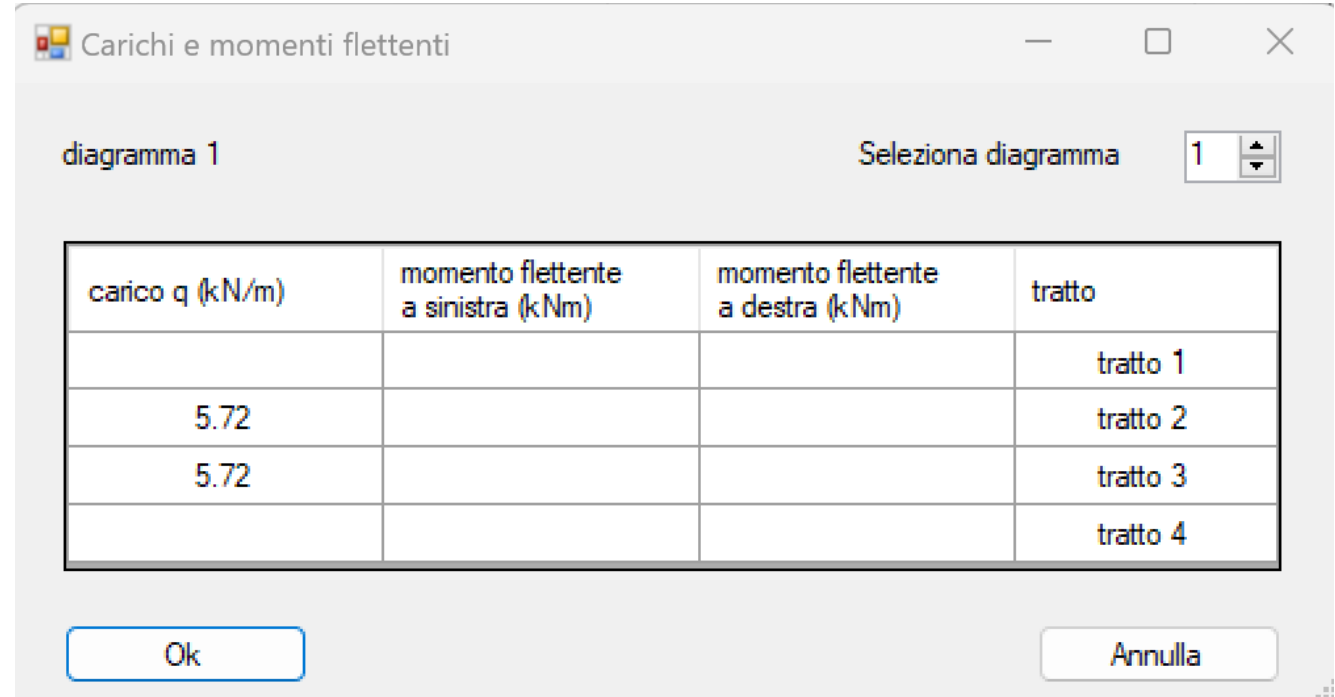 Carichi e momenti flettenti
diagramma 1 Seleziona diagramma 1
carico q (kN/m) momento flettente a sinistra (kNm) momento flettente a destra (kNm) tratto
tratto 1
5.72 tratto 2
5.72 tratto 3
tratto 4
Ok Annulla